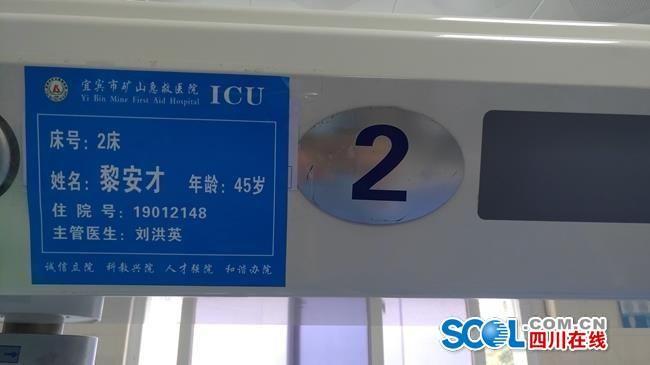 宜宾市矿山急救医院 ICU
Yi Bin Mine First Aid Hospital
床号：2床
姓名：黎安才 年龄：45岁
住 院 号：19012148
主管医生：刘洪英
诚信立院 科教兴院 人才强院 和谐办院
2
SCOL.COM.CN
四川在线